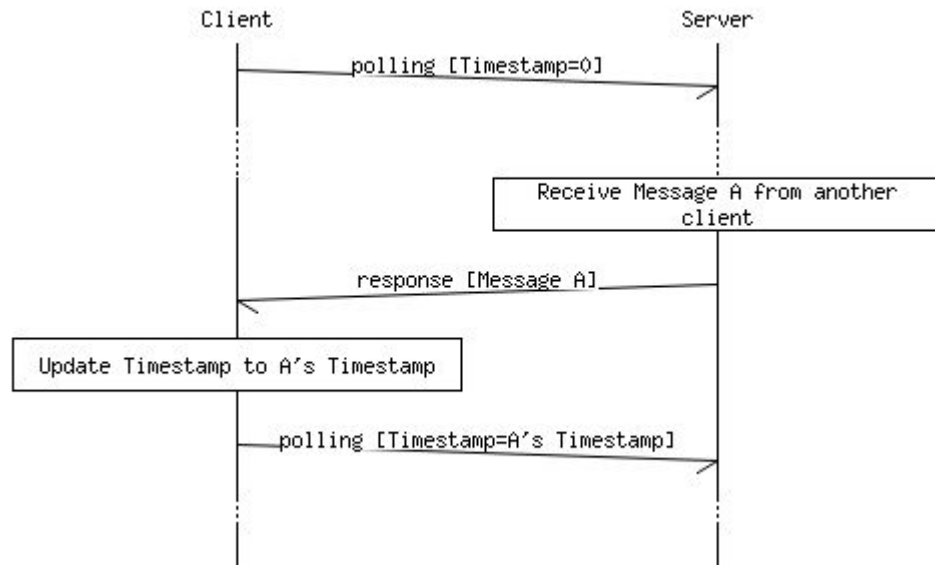 Client
Server
polling [Timestamp=0]
Receive Message A from another
client
response [Message A]
Update Timestamp to A's Timestamp
polling [Timestamp=A's Timestamp]